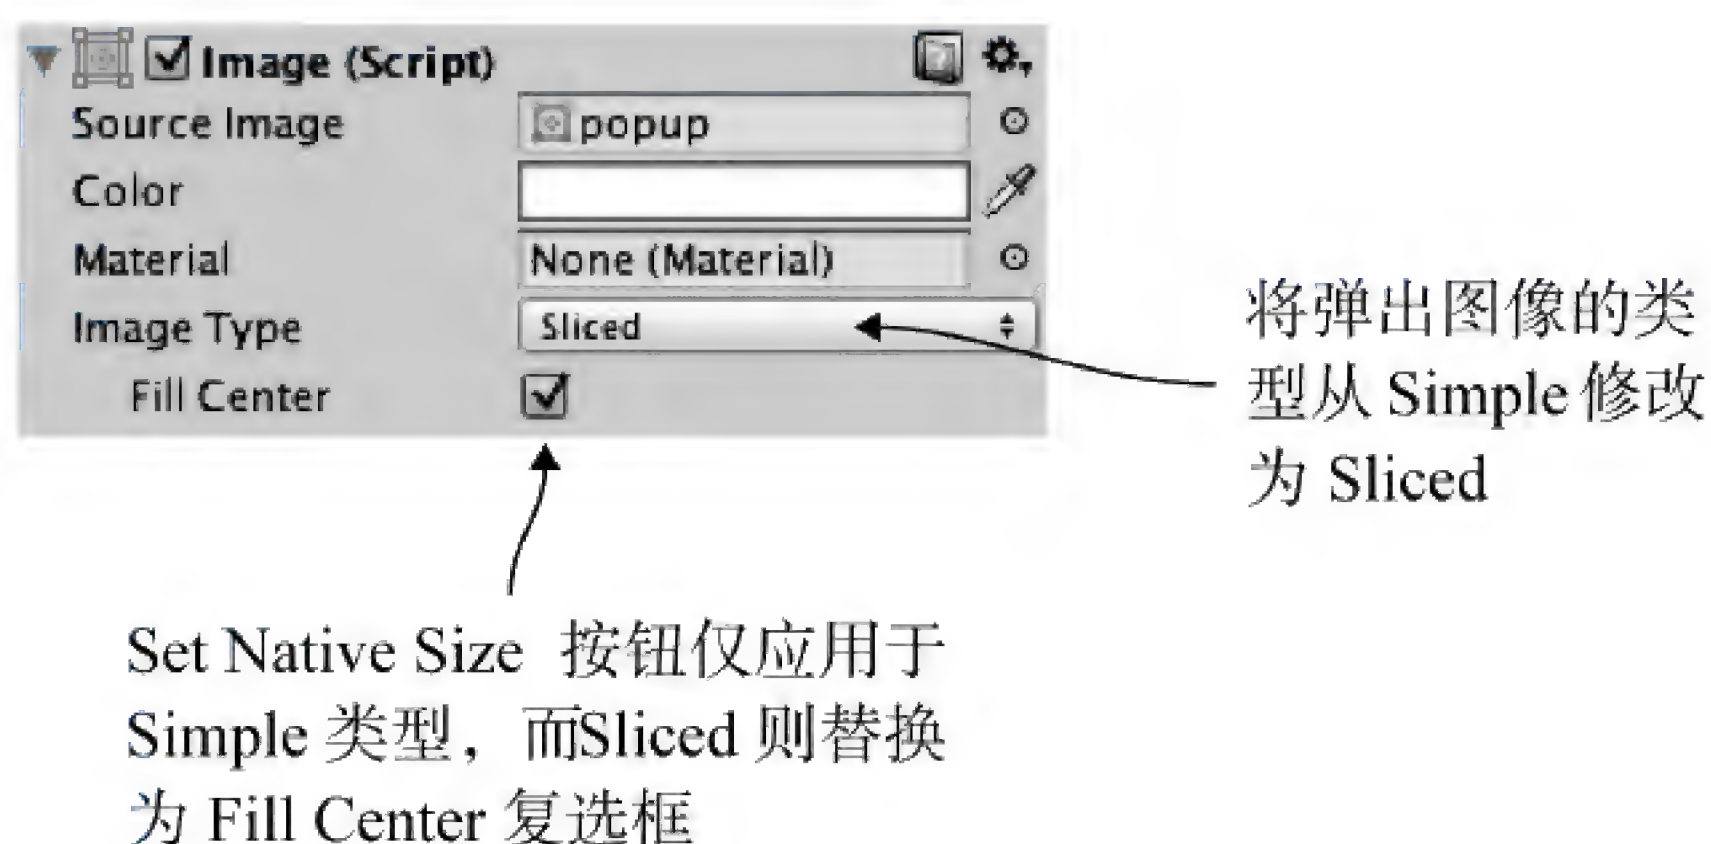 Image (Script)
Source Image popup
Color
Material None (Material)
Image Type Sliced
Fill Center
将弹出图像的类
型从 Simple 修改
为 Sliced
Set Native Size 按钮仅应用于
Simple 类型，而Sliced 则替换
为 Fill Center 复选框